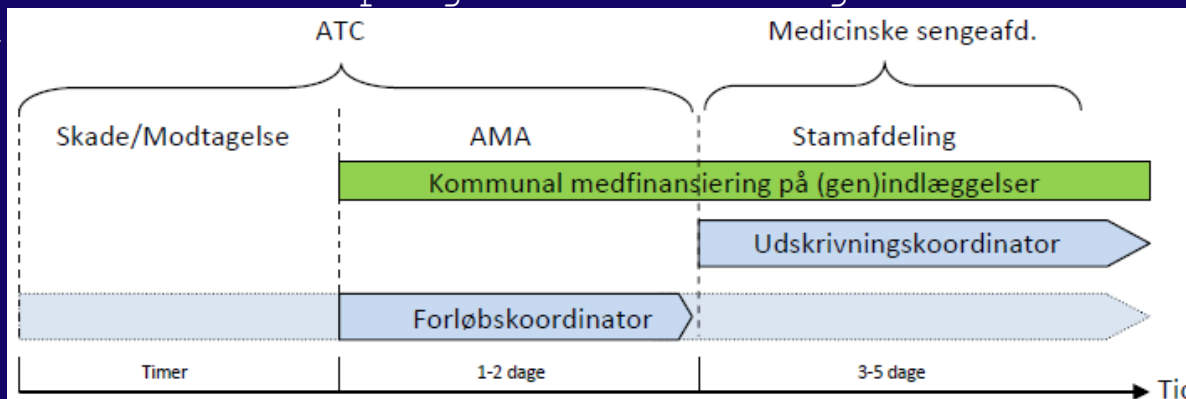 ATC
Medicinske sengeafd.
Skade/Modtagelse
AMA
Stamafdeling
Kommunal medfinansiering på (gen)indlæggelser
Udskrivningskoordinator
Forløbskoordinator
Timer
1-2 dage
3-5 dage